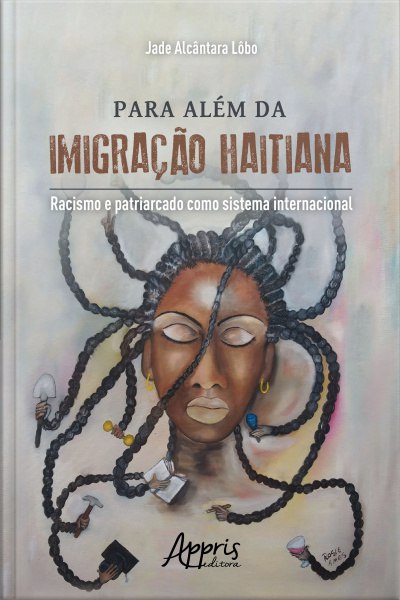 Jade Alcântara Lôbo
PARA ALÉM DA
IMIGRAÇÃO HAITIANA
Racismo e patriarcado como sistema internacional
Appris
editora